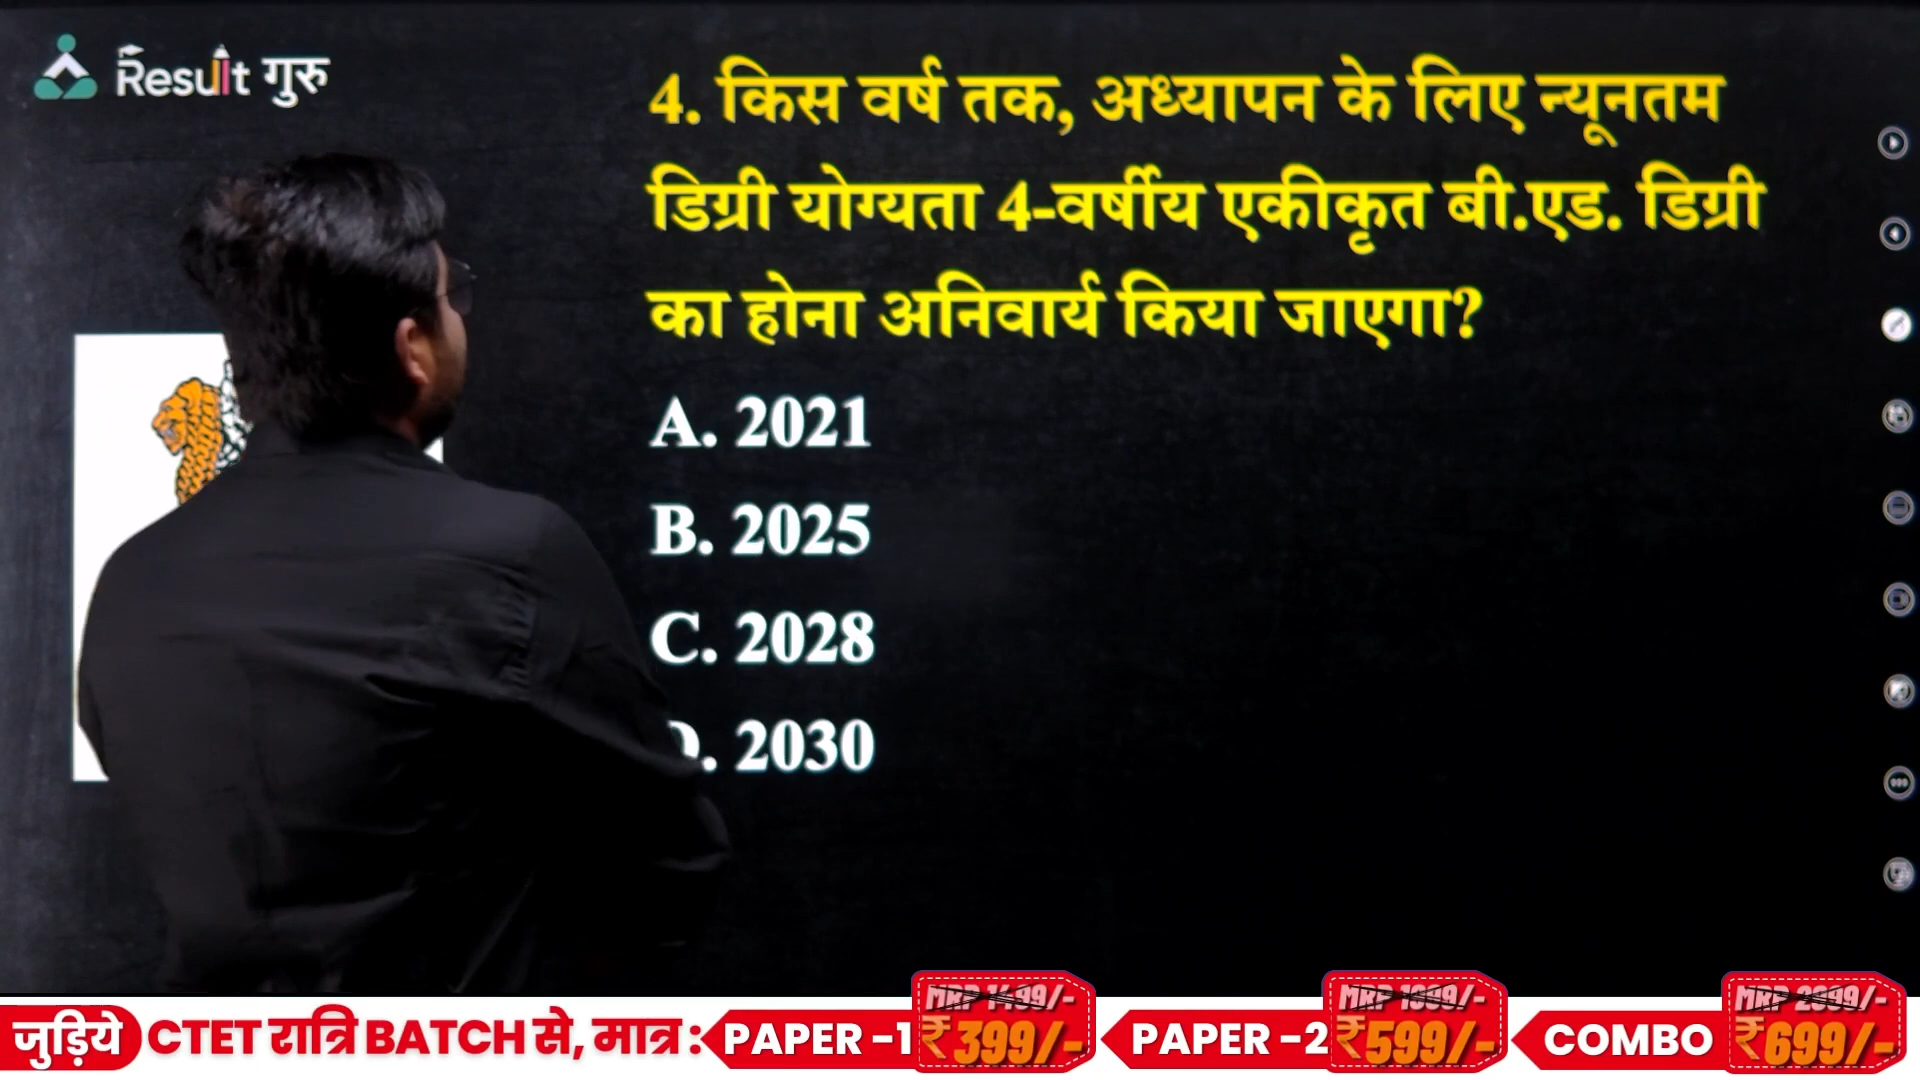 Result गुरु
4. किस वर्ष तक, अध्यापन के लिए न्यूनतम
डिग्री योग्यता 4-वर्षीय एकीकृत बी.एड. डिग्री
का होना अनिवार्य किया जाएगा?
A. 2021
B. 2025
C. 2028
D. 2030
जुड़िये CTET रात्रि BATCH से, मात्र : PAPER -1 MRP 1499/- ₹399/- PAPER -2 MRP 1699/- ₹599/- COMBO MRP 2999/- ₹699/-